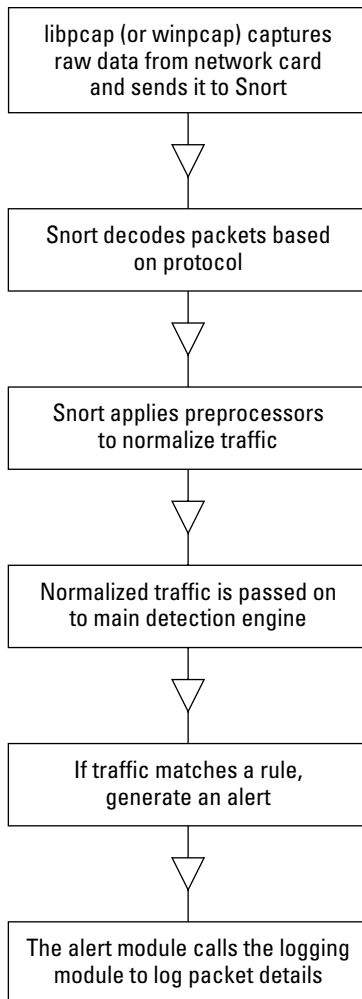 libpcap (or winpcap) captures
raw data from network card
and sends it to Snort
Snort decodes packets based
on protocol
Snort applies preprocessors
to normalize traffic
Normalized traffic is passed on
to main detection engine
If traffic matches a rule,
generate an alert
The alert module calls the logging
module to log packet details